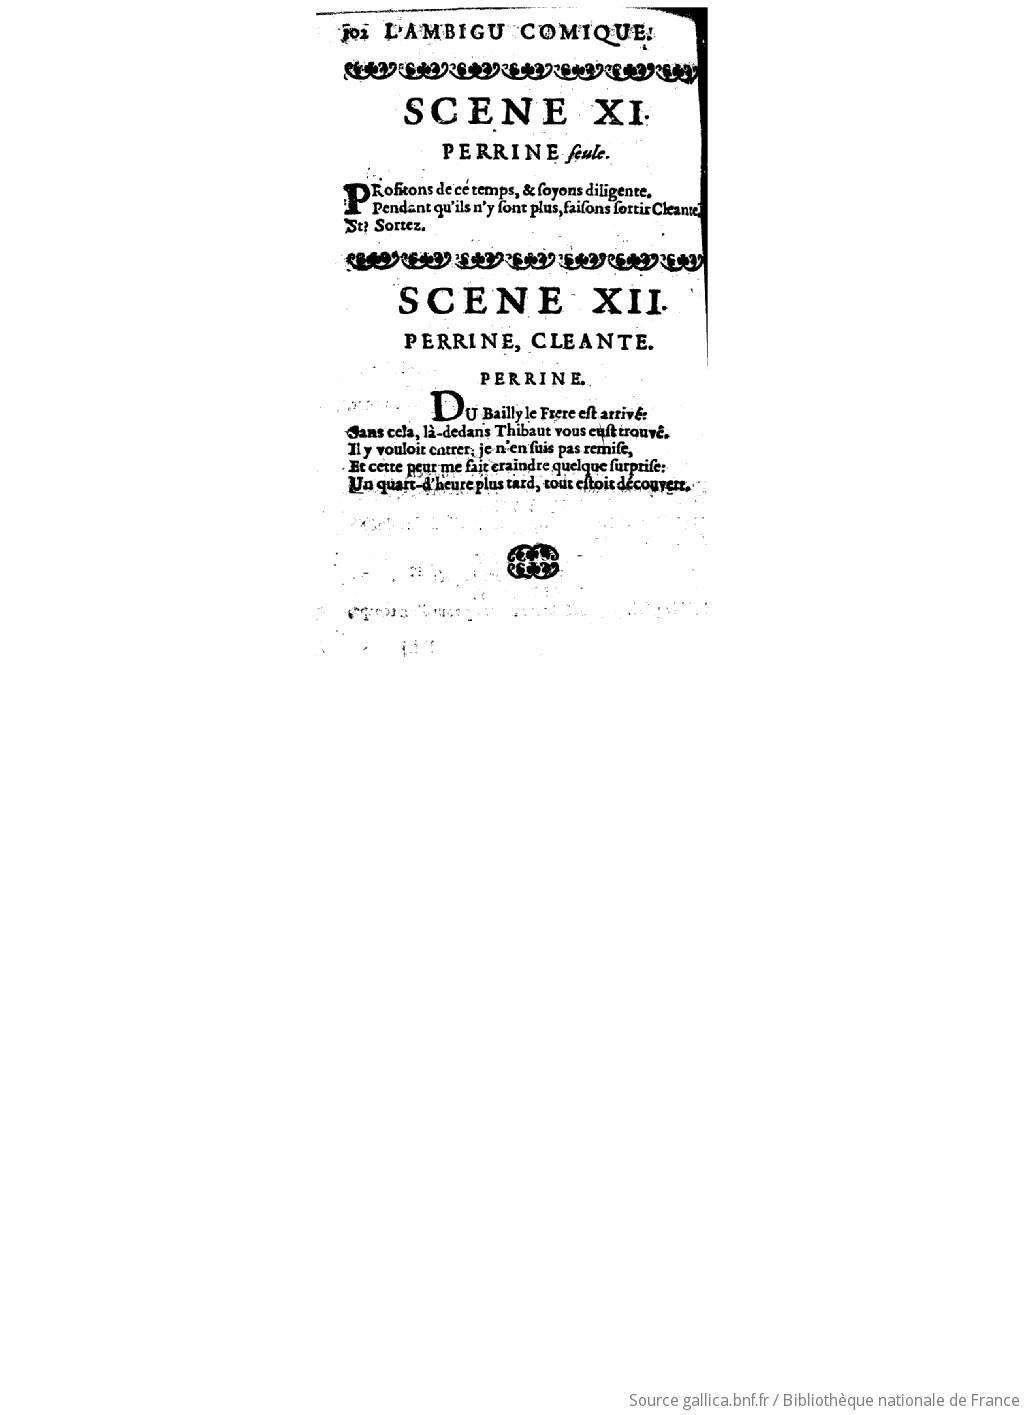 102 L'AMBIGU COMIQUE.
SCENE XI.
PERRINE ſeule.
PRofitons de cé temps, & ſoyons diligente.
Pendant qu'ils n'y ſont plus, faiſons ſortir Cleante.
St? Sortez.
SCENE XII.
PERRINE, CLEANTE.
PERRINE.
DU Bailly le Frere eſt arrivé:
Sans cela, là-dedans Thibaut vous euſt trouvé.
Il y vouloit entrer; je n'en ſuis pas remiſe,
Et cette peur me fait craindre quelque ſurpriſe:
Un quart-d'heure plus tard, tout eſtoit découvert.
Source gallica.bnf.fr / Bibliothèque nationale de France